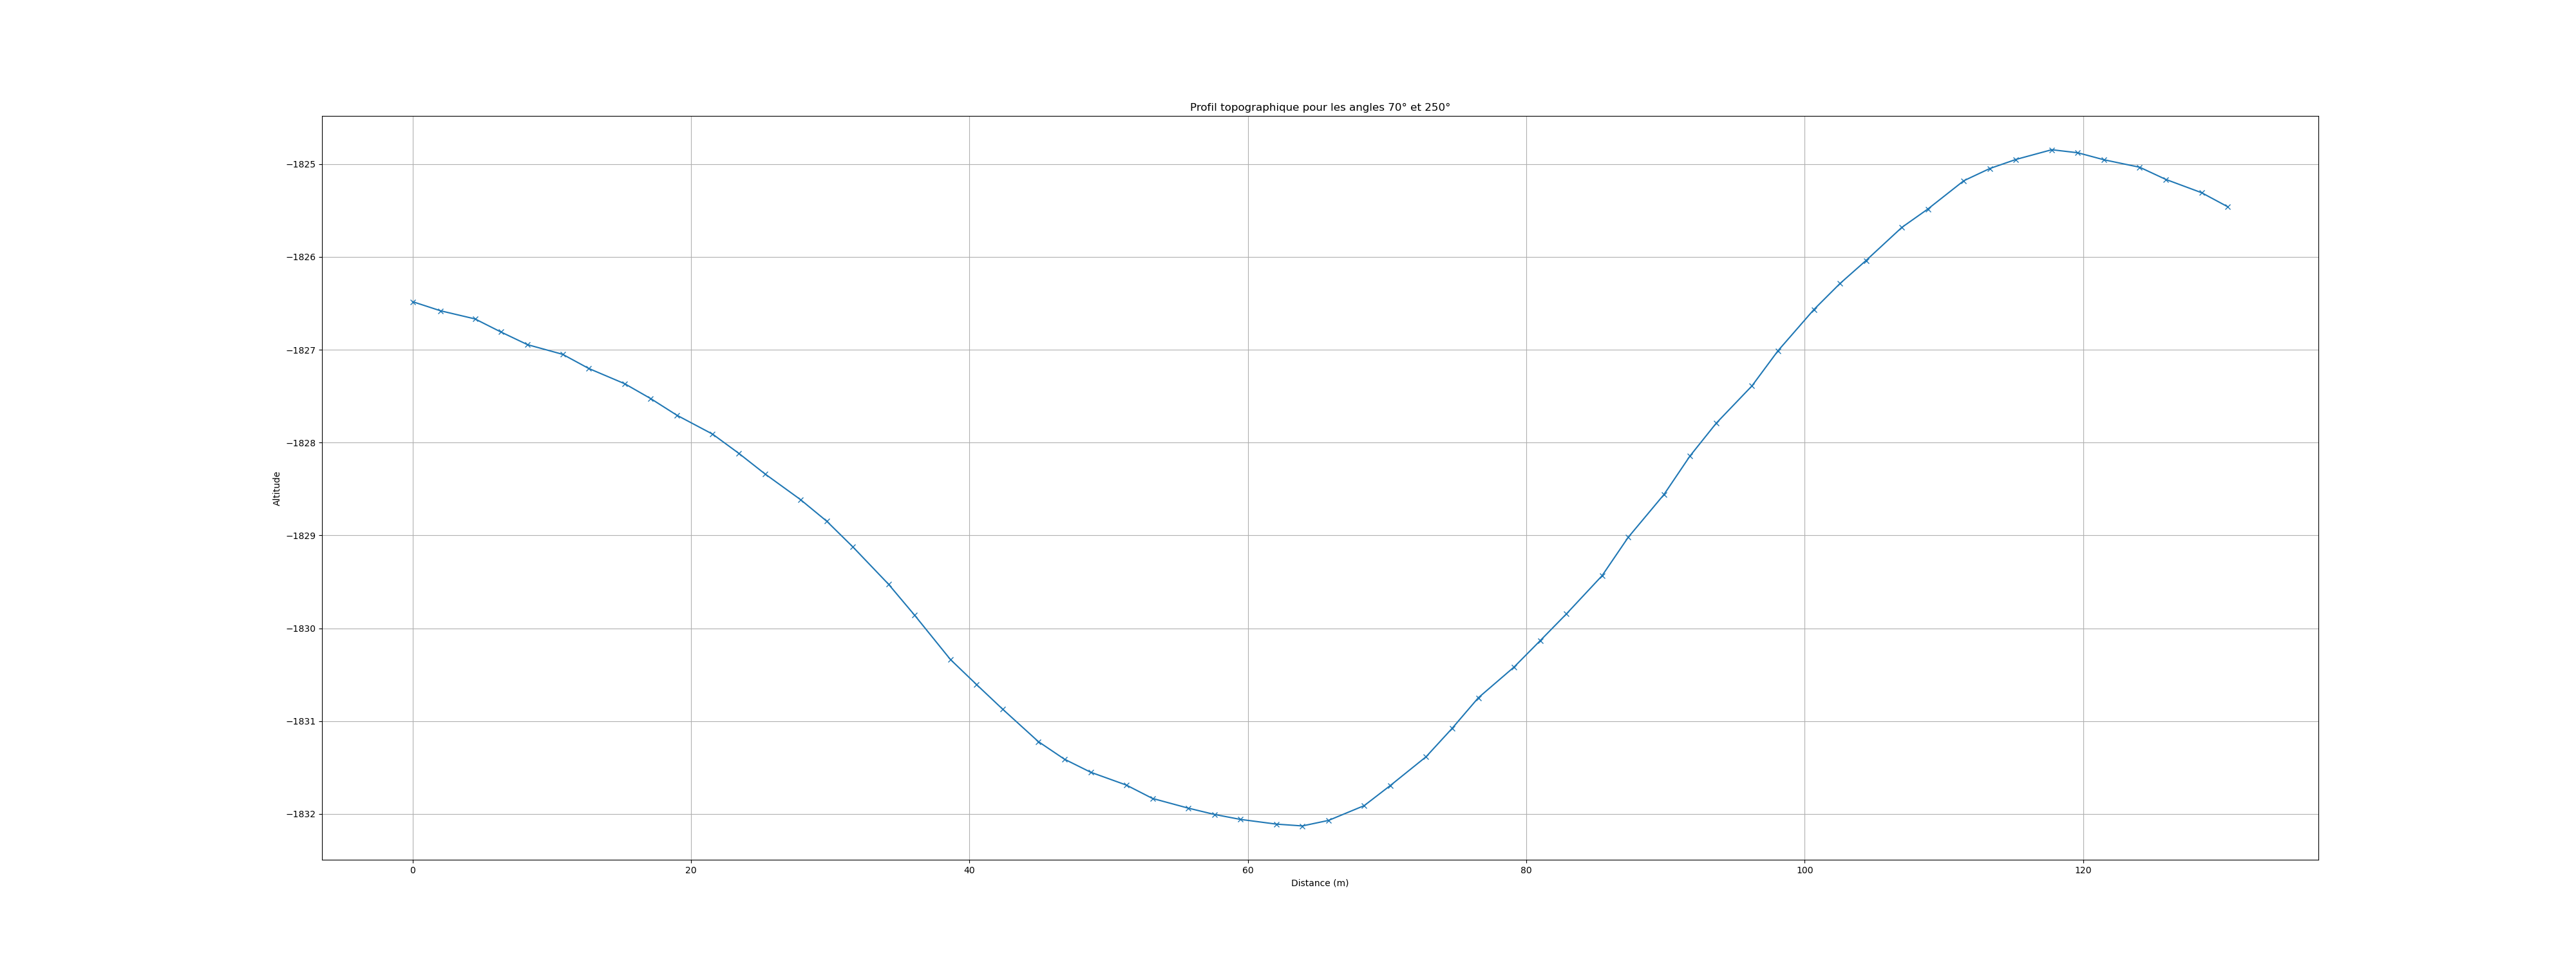 Profil topographique pour les angles 70° et 250°
−1825
−1826
−1827
−1828
−1829
−1830
−1831
−1832
Altitude
0 20 40 60 80 100 120
Distance (m)